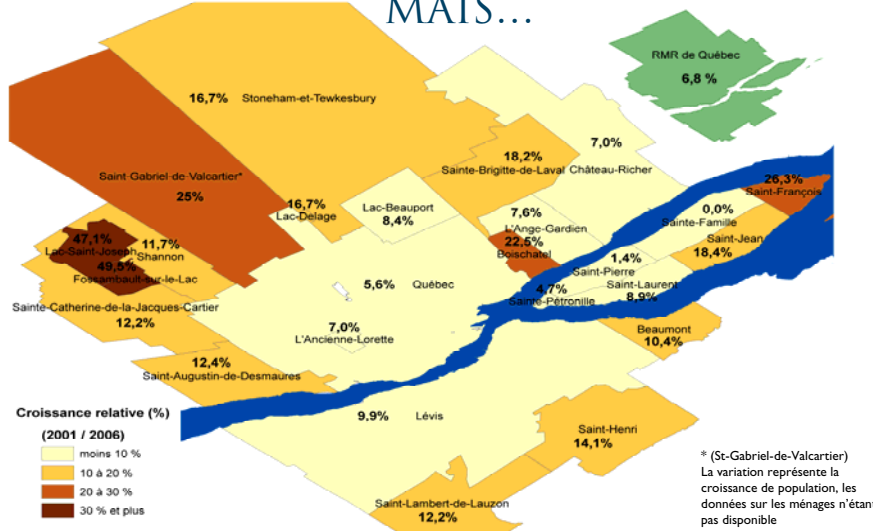 MAIS...
RMR de Québec
6,8 %
16,7% Stoneham-et-Tewkesbury
7,0%
Château-Richer
18,2%
Sainte-Brigitte-de-Laval
Saint-Gabriel-de-Valcartier*
25%
26,3%
Saint-François
16,7%
Lac-Delage
Lac-Beauport
8,4%
7,6%
L'Ange-Gardien
0,0%
Sainte-Famille
47,1%
Lac-Saint-Joseph
11,7%
Shannon
22,5%
Boischatel
Saint-Jean
18,4%
49,5%
Fossambault-sur-le-Lac
1,4%
Saint-Pierre
5,6% Québec
4,7%
Sainte-Pétronille
Saint-Laurent
8,9%
Sainte-Catherine-de-la-Jacques-Cartier
12,2%
7,0%
L'Ancienne-Lorette
Beaumont
10,4%
12,4%
Saint-Augustin-de-Desmaures
9,9% Lévis
Saint-Henri
14,1%
Saint-Lambert-de-Lauzon
12,2%
Croissance relative (%)
(2001 / 2006)
moins 10 %
10 à 20 %
20 à 30 %
30 % et plus
* (St-Gabriel-de-Valcartier)
La variation représente la
croissance de population, les
données sur les ménages n'étant
pas disponible